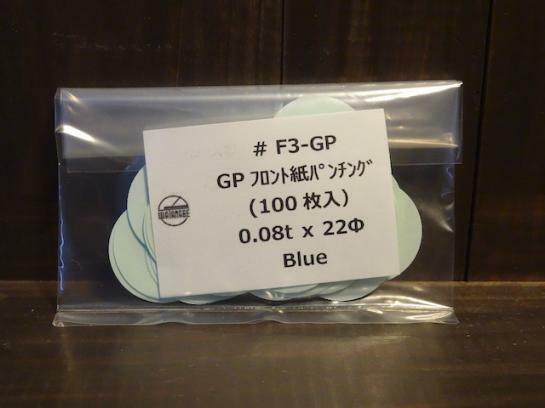 # F3-GP
GP ﾌﾛﾝﾄ紙ﾊﾟﾝﾁﾝｸﾞ
(100 枚入)
0.08t x 22Φ
Blue
WATANABE